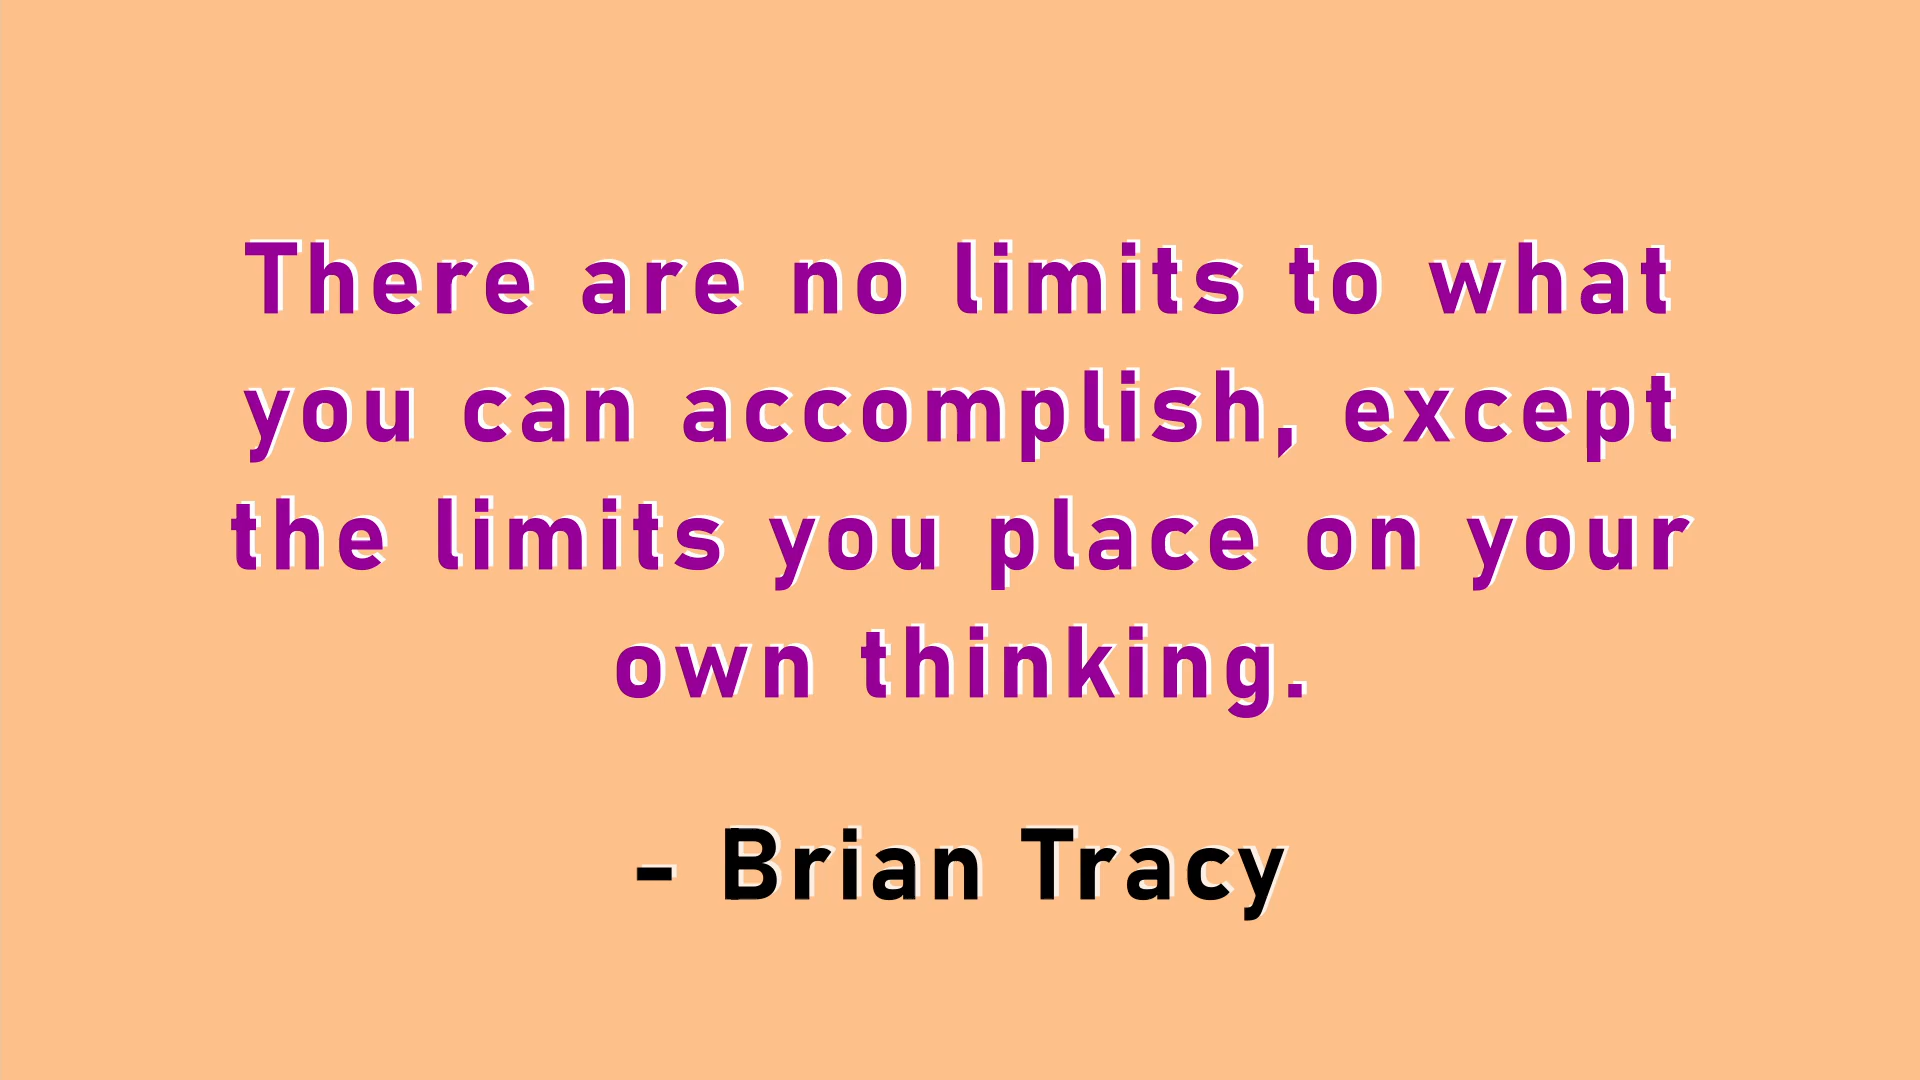 There are no limits to what
you can accomplish, except
the limits you place on your
own thinking.
- Brian Tracy